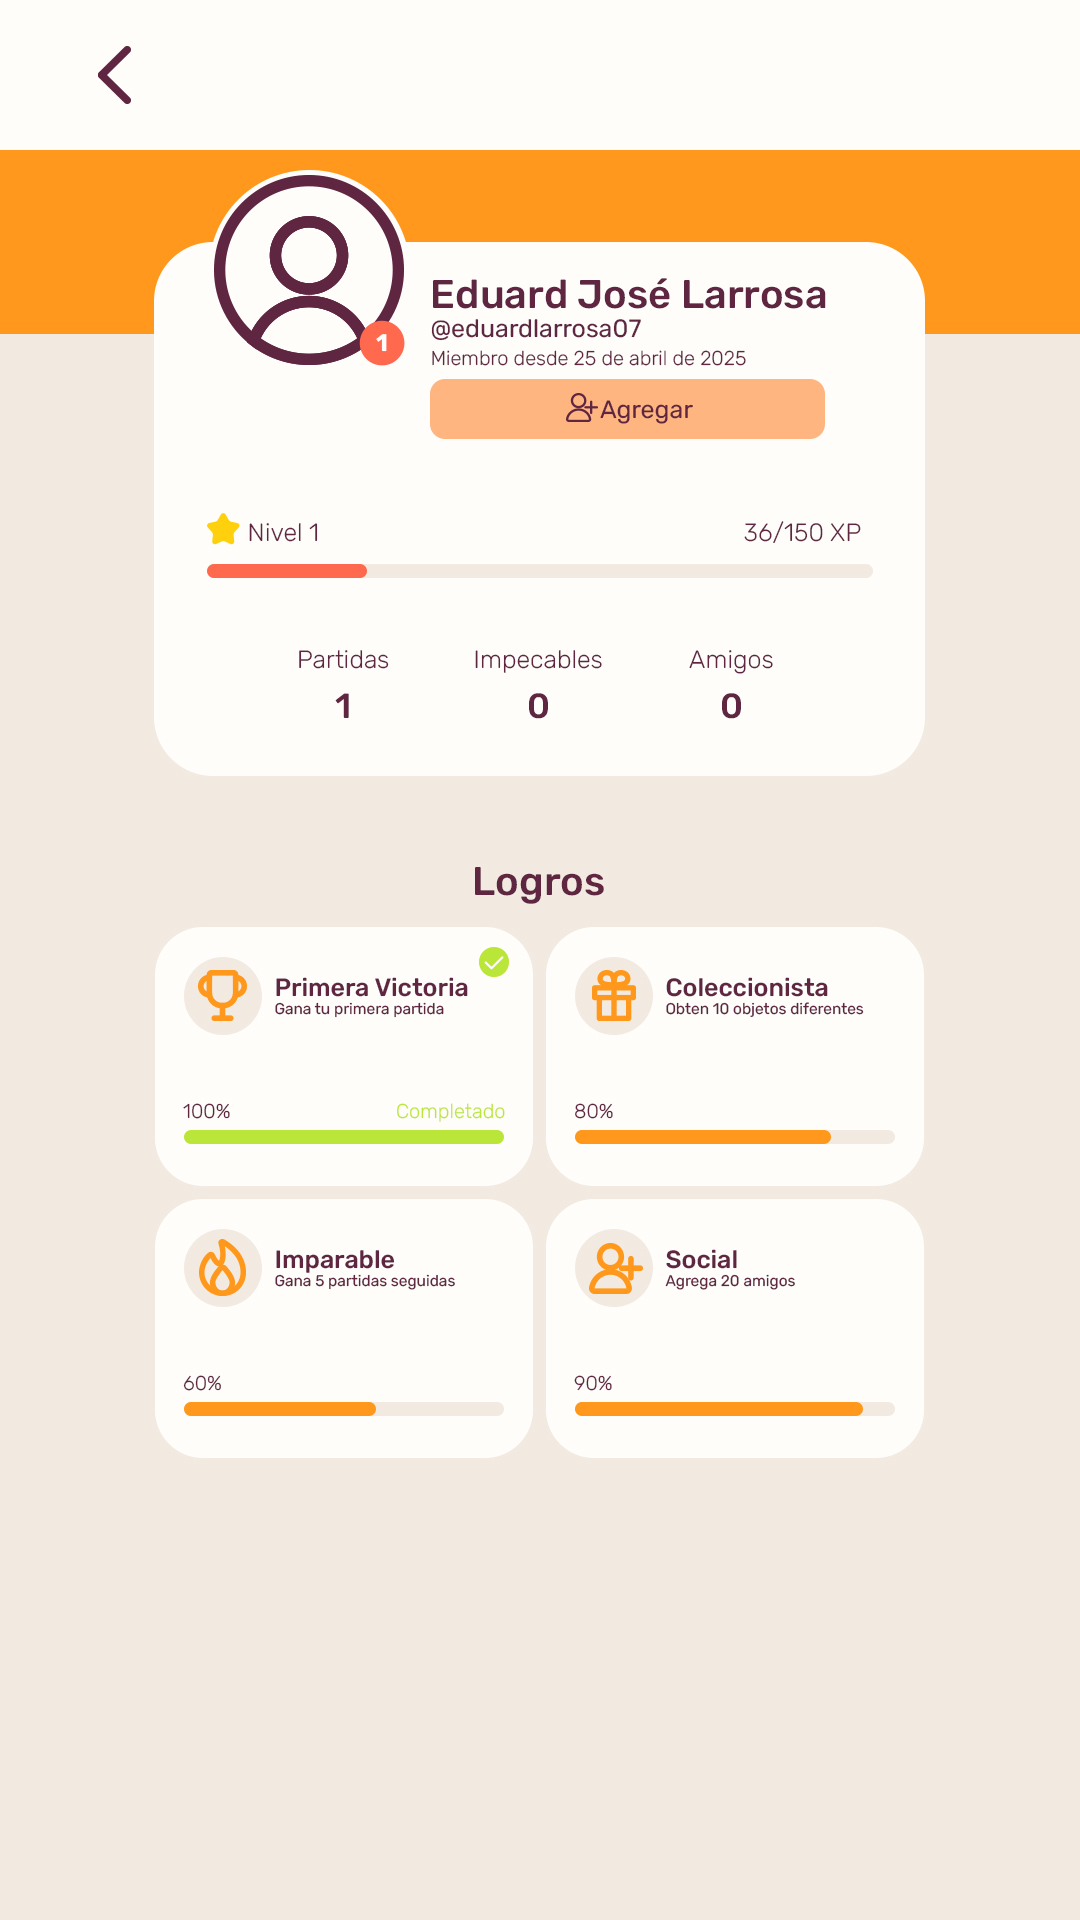 Eduard José Larrosa
@eduardlarrosa07
Miembro desde 25 de abril de 2025
1
Agregar
Nivel 1
36/150 XP
Partidas
Impecables
Amigos
1
0
0
Logros
Primera Victoria
Gana tu primera partida
100%
Completado
Coleccionista
Obten 10 objetos diferentes
80%
Imparable
Gana 5 partidas seguidas
60%
Social
Agrega 20 amigos
90%